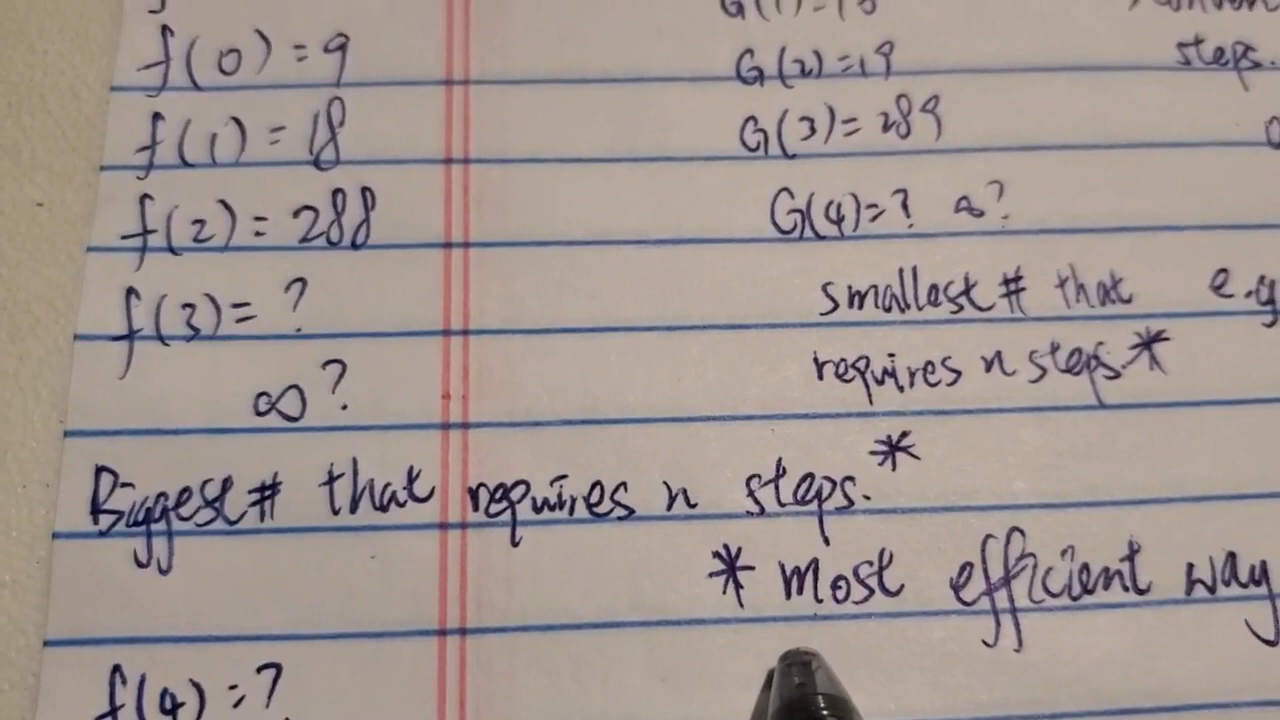 f(0)=9
f(1)=18
f(2)=288
f(3)=?
∞?
Biggest# that requires n steps.*
* most efficient way
f(4)=?
G(2)=19
G(3)=289
G(4)=? ∞?
smallest# that
requires n steps.*
steps.
e.g